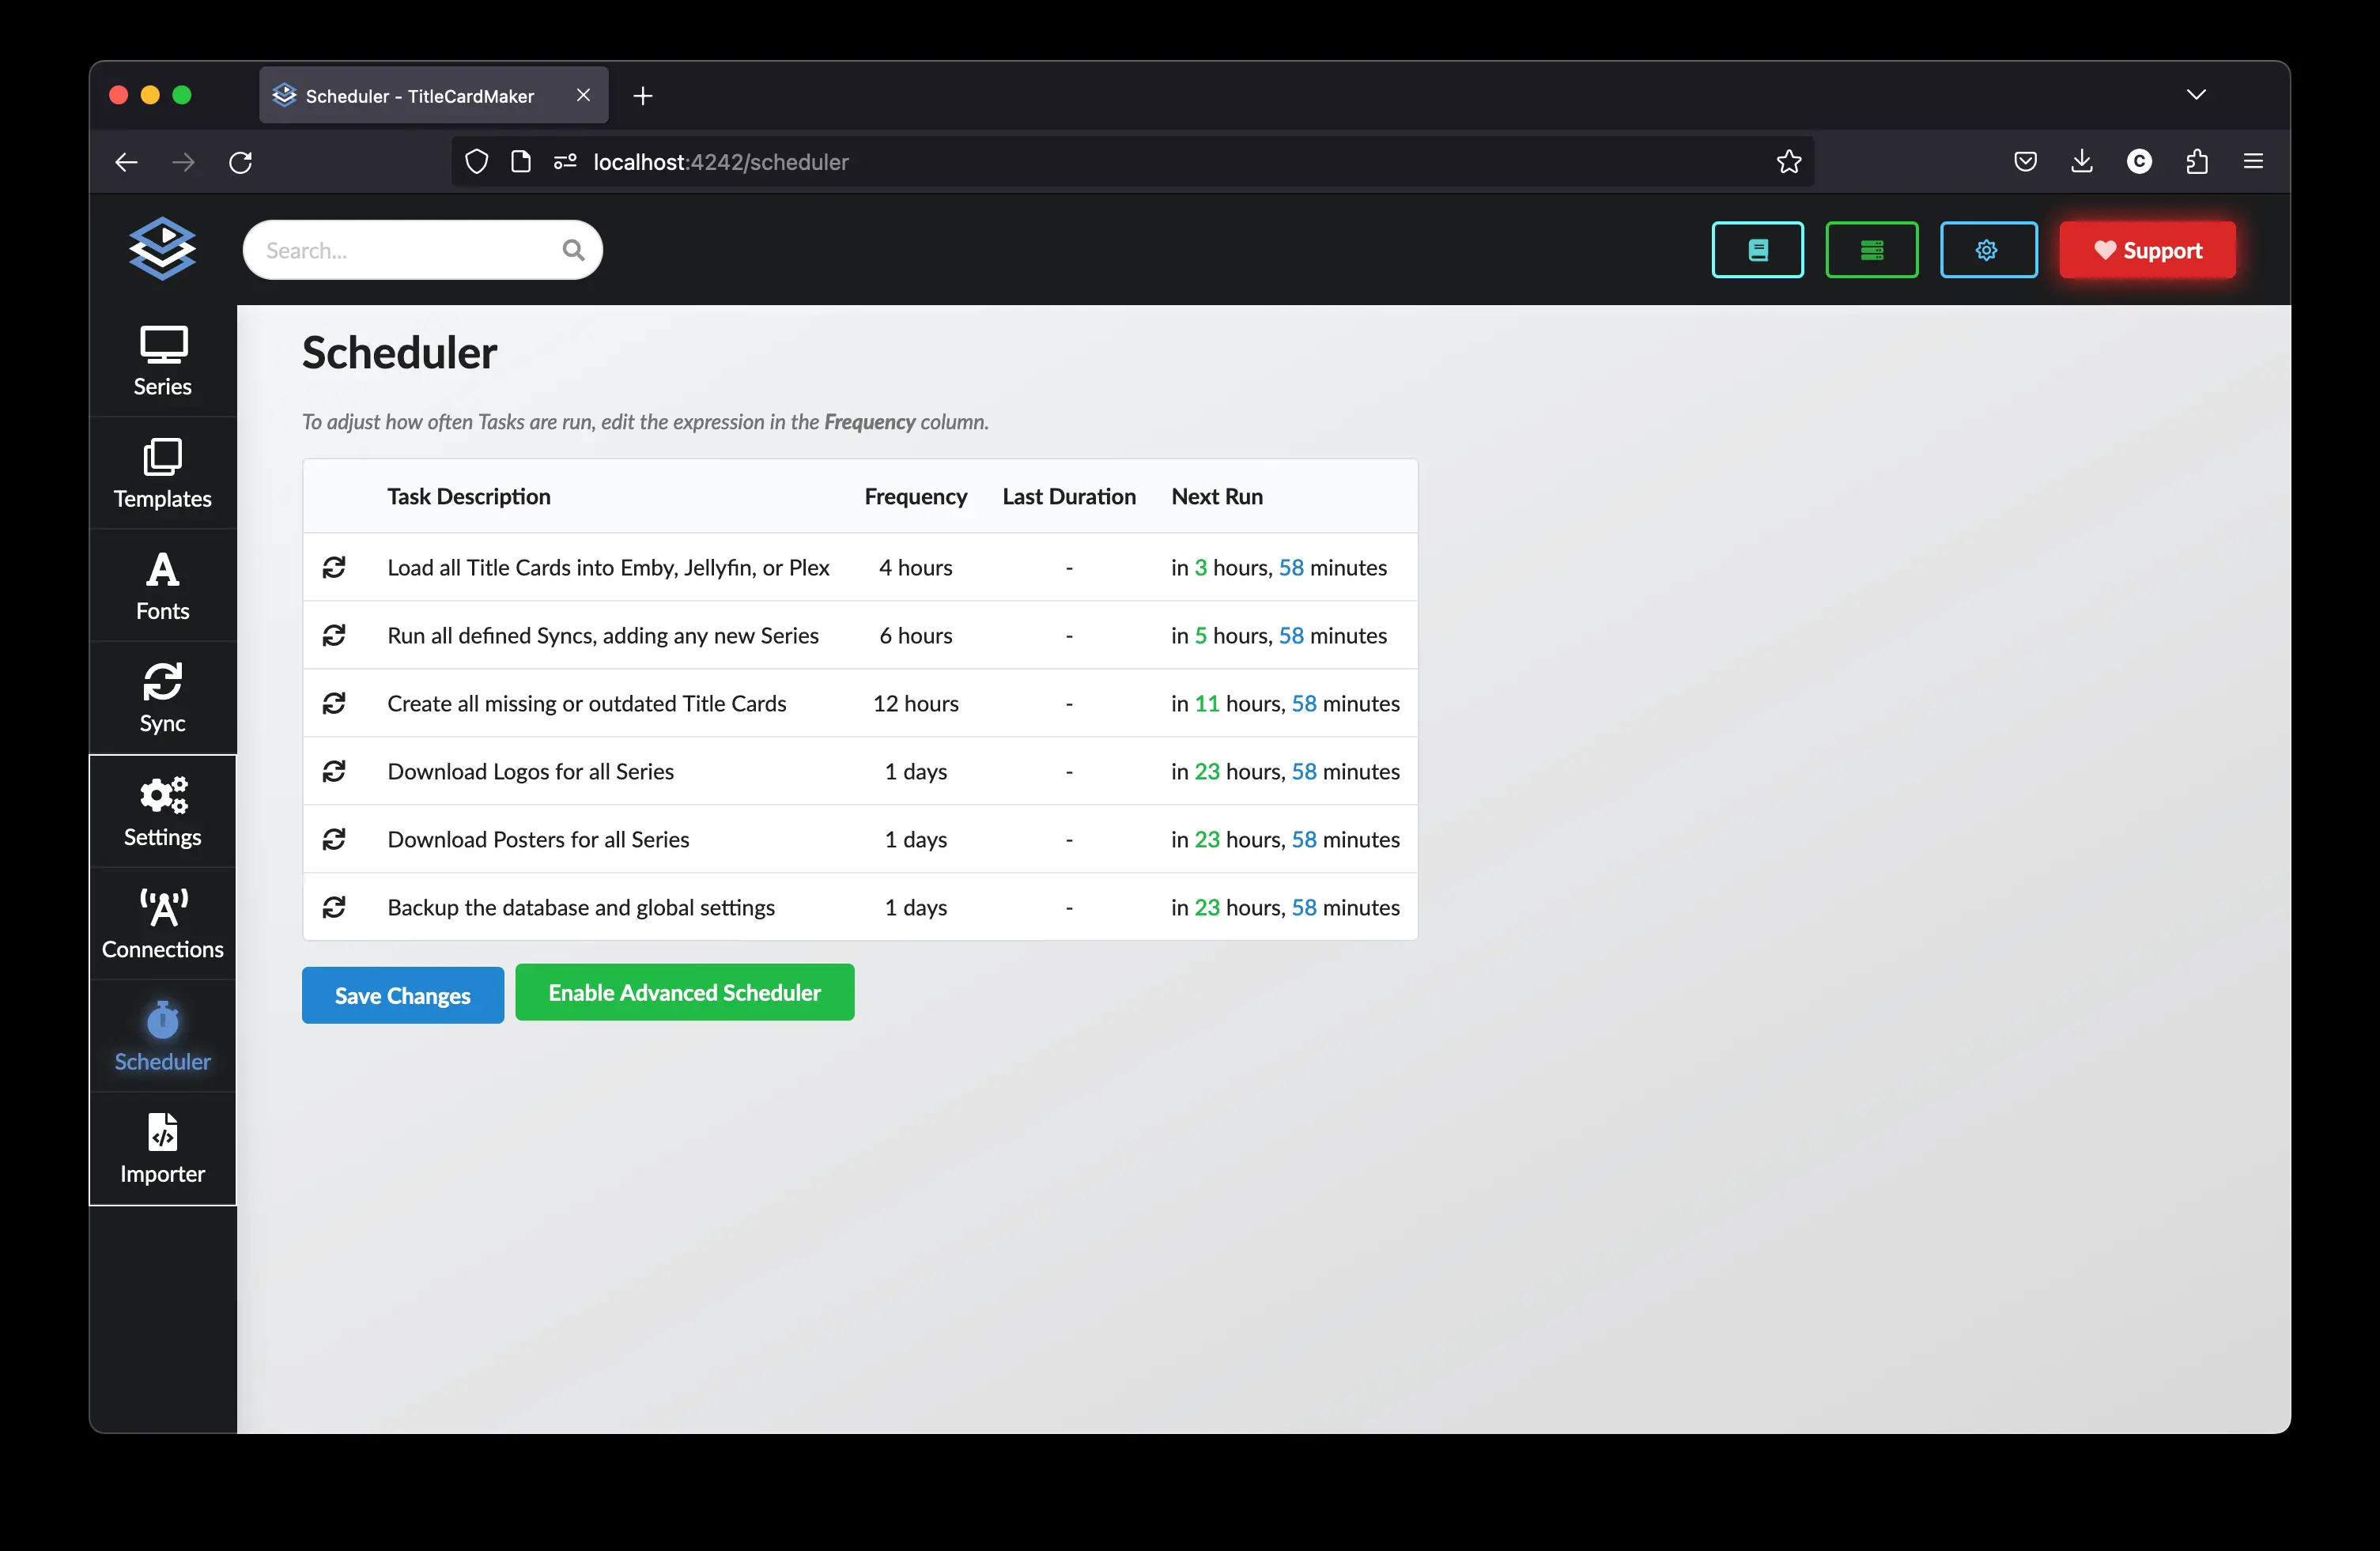 Scheduler - TitleCardMaker
localhost:4242/scheduler
C
Search...
Support
Series
Templates
A
Fonts
Sync
Settings
Connections
Scheduler
Importer
Scheduler
To adjust how often Tasks are run, edit the expression in the Frequency column.
Task Description Frequency Last Duration Next Run
Load all Title Cards into Emby, Jellyfin, or Plex 4 hours - in 3 hours, 58 minutes
Run all defined Syncs, adding any new Series 6 hours - in 5 hours, 58 minutes
Create all missing or outdated Title Cards 12 hours - in 11 hours, 58 minutes
Download Logos for all Series 1 days - in 23 hours, 58 minutes
Download Posters for all Series 1 days - in 23 hours, 58 minutes
Backup the database and global settings 1 days - in 23 hours, 58 minutes
Save Changes
Enable Advanced Scheduler